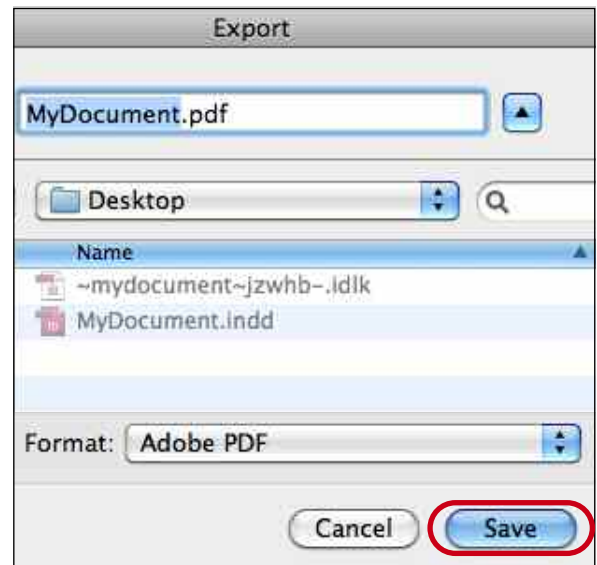 Export
MyDocument.pdf
Desktop
Name
~mydocument~jzwhb-.idlk
MyDocument.indd
Format: Adobe PDF
Cancel Save